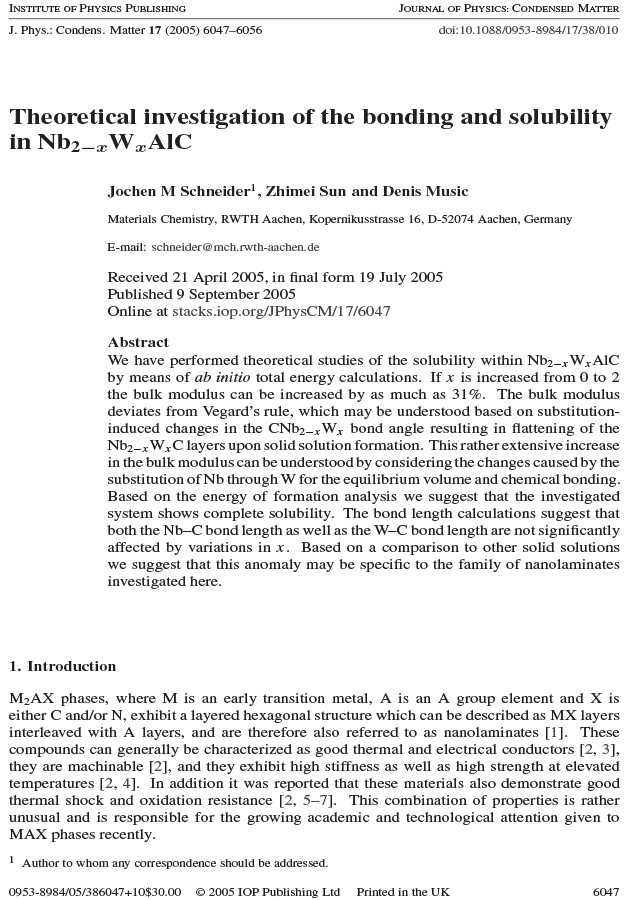 INSTITUTE OF PHYSICS PUBLISHING JOURNAL OF PHYSICS: CONDENSED MATTER
J. Phys.: Condens. Matter 17 (2005) 6047–6056 doi:10.1088/0953-8984/17/38/010
Theoretical investigation of the bonding and solubility
in Nb₂₋ₓWₓAlC
Jochen M Schneider¹, Zhimei Sun and Denis Music
Materials Chemistry, RWTH Aachen, Kopernikusstrasse 16, D-52074 Aachen, Germany
E-mail: schneider@mch.rwth-aachen.de
Received 21 April 2005, in final form 19 July 2005
Published 9 September 2005
Online at stacks.iop.org/JPhysCM/17/6047
Abstract
We have performed theoretical studies of the solubility within Nb₂₋ₓWₓAlC
by means of ab initio total energy calculations. If x is increased from 0 to 2
the bulk modulus can be increased by as much as 31%. The bulk modulus
deviates from Vegard's rule, which may be understood based on substitution-
induced changes in the CNb₂₋ₓWₓ bond angle resulting in flattening of the
Nb₂₋ₓWₓC layers upon solid solution formation. This rather extensive increase
in the bulk modulus can be understood by considering the changes caused by the
substitution of Nb through W for the equilibrium volume and chemical bonding.
Based on the energy of formation analysis we suggest that the investigated
system shows complete solubility. The bond length calculations suggest that
both the Nb–C bond length as well as the W–C bond length are not significantly
affected by variations in x. Based on a comparison to other solid solutions
we suggest that this anomaly may be specific to the family of nanolaminates
investigated here.
1. Introduction
M₂AX phases, where M is an early transition metal, A is an A group element and X is
either C and/or N, exhibit a layered hexagonal structure which can be described as MX layers
interleaved with A layers, and are therefore also referred to as nanolaminates [1]. These
compounds can generally be characterized as good thermal and electrical conductors [2, 3],
they are machinable [2], and they exhibit high stiffness as well as high strength at elevated
temperatures [2, 4]. In addition it was reported that these materials also demonstrate good
thermal shock and oxidation resistance [2, 5–7]. This combination of properties is rather
unusual and is responsible for the growing academic and technological attention given to
MAX phases recently.
¹ Author to whom any correspondence should be addressed.
0953-8984/05/386047+10$30.00 © 2005 IOP Publishing Ltd Printed in the UK 6047